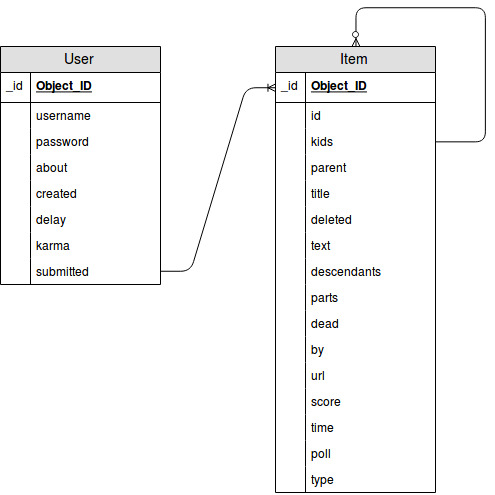 User
_id Object_ID
username
password
about
created
delay
karma
submitted
Item
_id Object_ID
id
kids
parent
title
deleted
text
descendants
parts
dead
by
url
score
time
poll
type